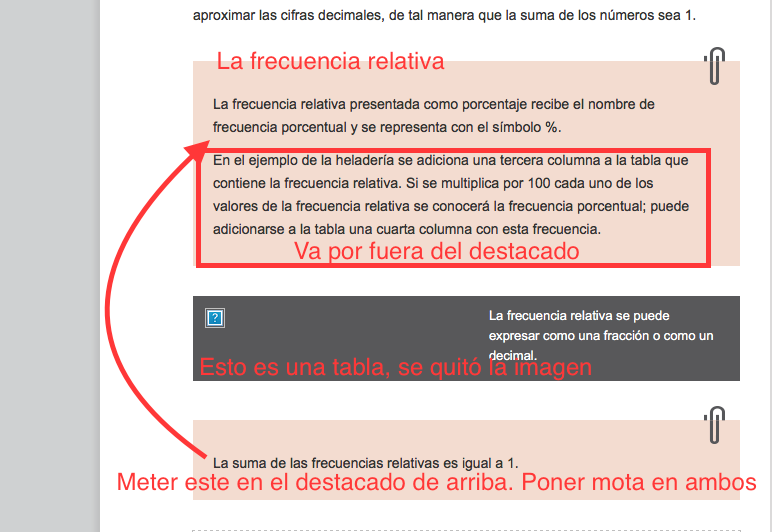 aproximar las cifras decimales, de tal manera que la suma de los números sea 1.
La frecuencia relativa
La frecuencia relativa presentada como porcentaje recibe el nombre de
frecuencia porcentual y se representa con el símbolo %.
En el ejemplo de la heladería se adiciona una tercera columna a la tabla que
contiene la frecuencia relativa. Si se multiplica por 100 cada uno de los
valores de la frecuencia relativa se conocerá la frecuencia porcentual; puede
adicionarse a la tabla una cuarta columna con esta frecuencia.
Va por fuera del destacado
?
La frecuencia relativa se puede
expresar como una fracción o como un
decimal.
Esto es una tabla, se quitó la imagen
La suma de las frecuencias relativas es igual a 1.
Meter este en el destacado de arriba. Poner mota en ambos